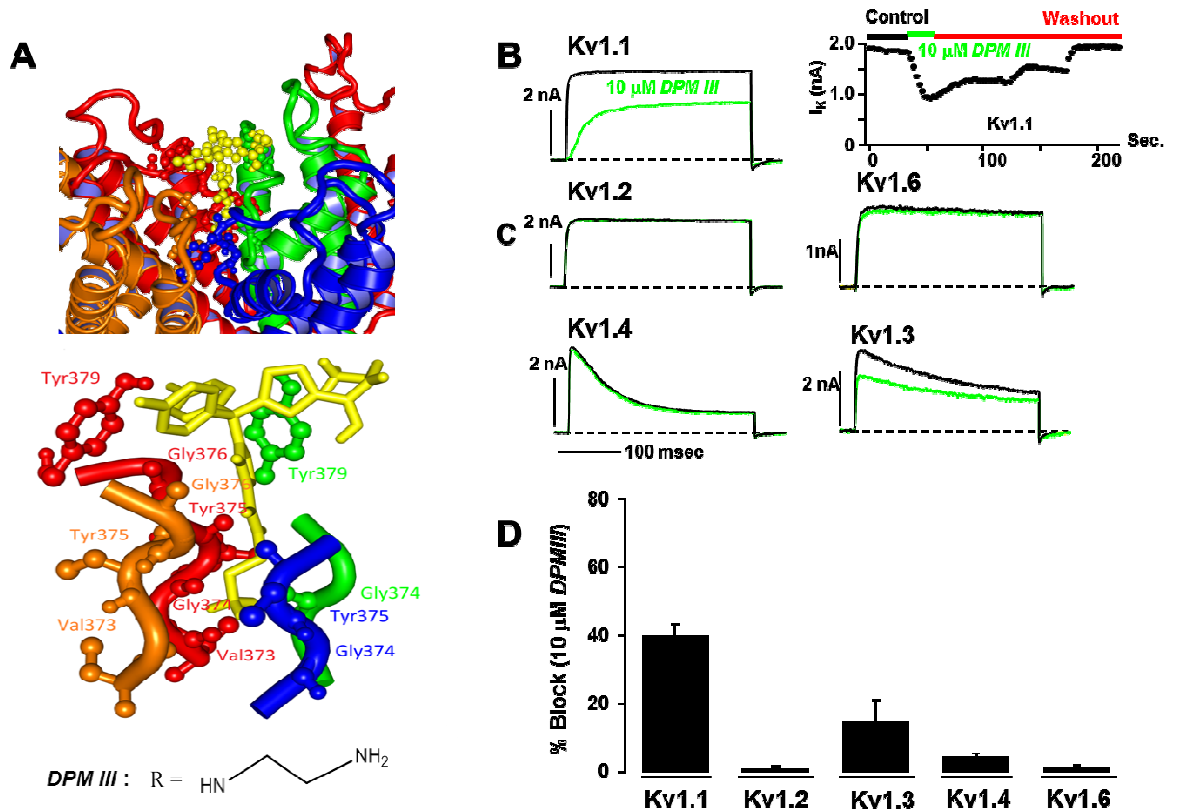 A
Tyr379
Gly376
Gly376
Tyr379
Tyr375
Tyr375
Gly374
Gly374
Tyr375
Val373
Gly374
Val373
DPM III : R =
HN
NH2
B
Kv1.1
2 nA
10 µM DPM III
Control
Washout
10 µM DPM III
2.0
1.0
0
IK (nA)
Kv1.1
Sec.
0
100
200
C
Kv1.2
2 nA
Kv1.6
1nA
Kv1.4
2 nA
100 msec
Kv1.3
2 nA
D
% Block (10 µM DPMIII)
80
60
40
20
0
Kv1.1 Kv1.2 Kv1.3 Kv1.4 Kv1.6